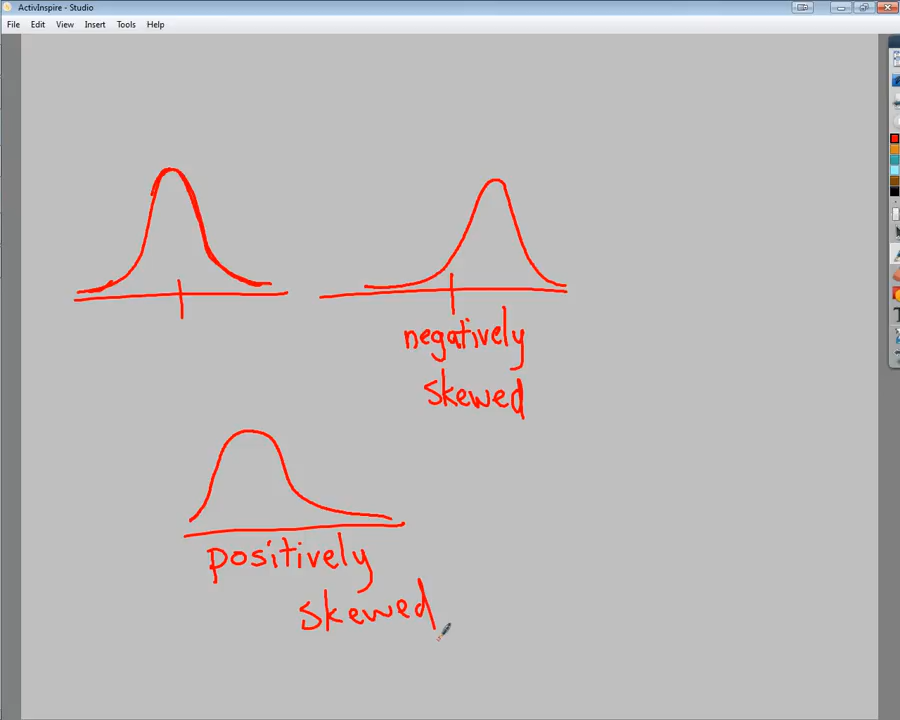 ActivInspire - Studio
File Edit View Insert Tools Help
negatively
skewed
positively
skewed